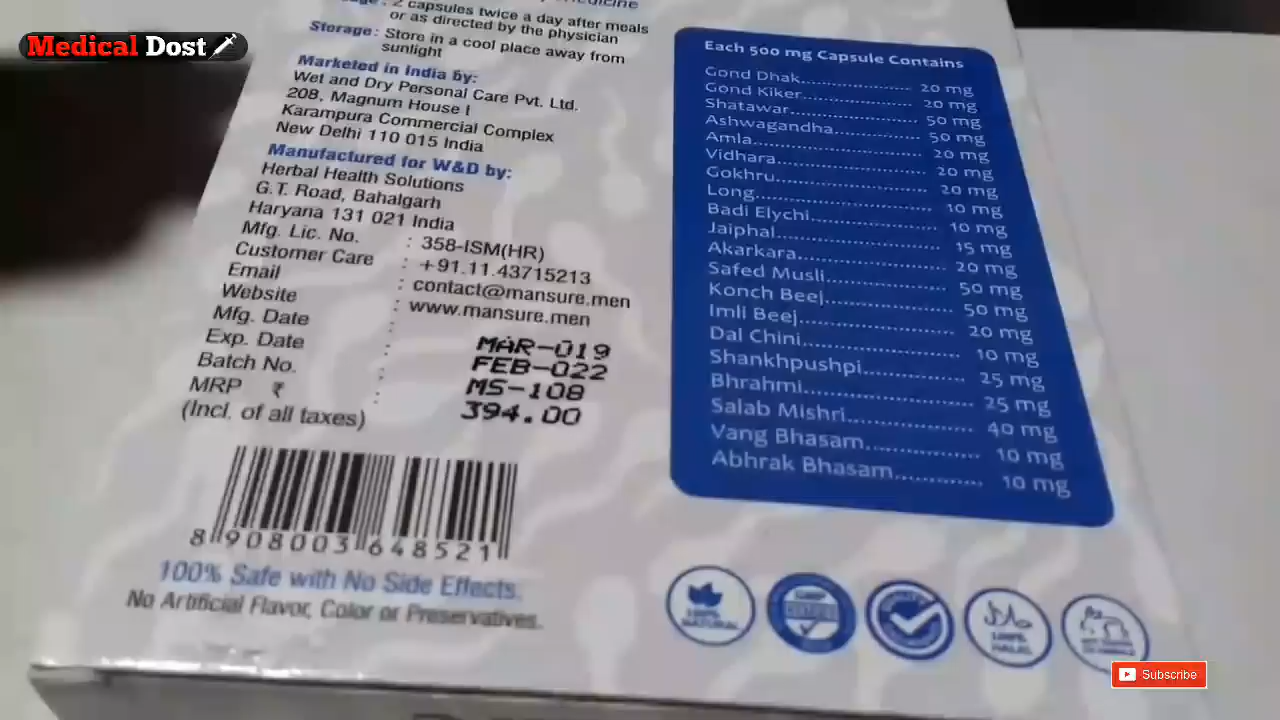 Medical Dost
2 capsules twice a day after meals
or as directed by the physician
Storage : Store in a cool place away from
sunlight
Marketed in India by:
Wet and Dry Personal Care Pvt. Ltd.
208, Magnum House I
Karampura Commercial Complex
New Delhi 110 015 India
Manufactured for W&D by:
Herbal Health Solutions
G.T. Road, Bahalgarh
Haryana 131 021 India
Mfg. Lic. No. : 358-ISM(HR)
Customer Care : +91.11.43715213
Email : contact@mansure.men
Website : www.mansure.men
Mfg. Date : MAR-019
Exp. Date : FEB-022
Batch No. : MS-108
MRP ₹ : 394.00
(Incl. of all taxes)
8 908003 648521
100% Safe with No Side Effects.
No Artificial Flavor, Color or Preservatives.
Each 500 mg Capsule Contains
Gond Dhak 20 mg
Gond Kiker 20 mg
Shatawar 50 mg
Ashwagandha 50 mg
Amla 20 mg
Vidhara 20 mg
Gokhru 20 mg
Long 10 mg
Badi Elychi 10 mg
Jaiphal 15 mg
Akarkara 20 mg
Safed Musli 50 mg
Konch Beej 50 mg
Imli Beej 20 mg
Dal Chini 10 mg
Shankhpushpi 25 mg
Bhrahmi 25 mg
Salab Mishri 40 mg
Vang Bhasam 10 mg
Abhrak Bhasam 10 mg
100% NATURAL
100% HALAL
Subscribe